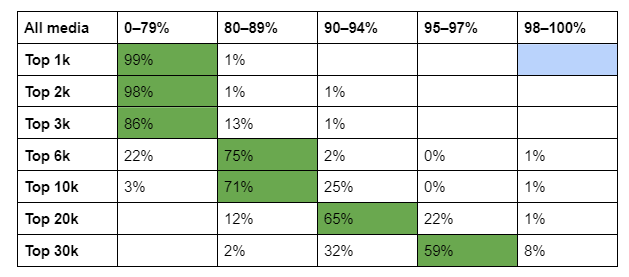 All media 0–79% 80–89% 90–94% 95–97% 98–100%
Top 1k 99% 1%
Top 2k 98% 1% 1%
Top 3k 86% 13% 1%
Top 6k 22% 75% 2% 0% 1%
Top 10k 3% 71% 25% 0% 1%
Top 20k 12% 65% 22% 1%
Top 30k 2% 32% 59% 8%